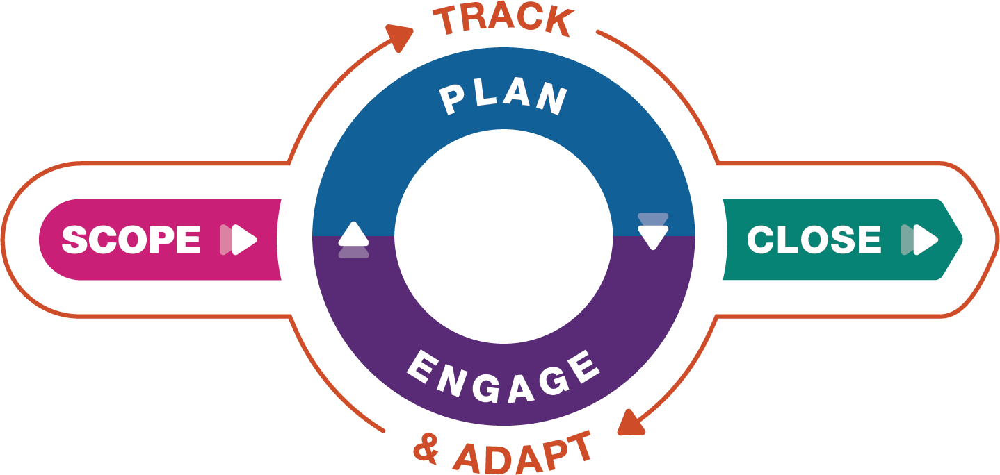 TRACK
PLAN
SCOPE
CLOSE
ENGAGE
& ADAPT